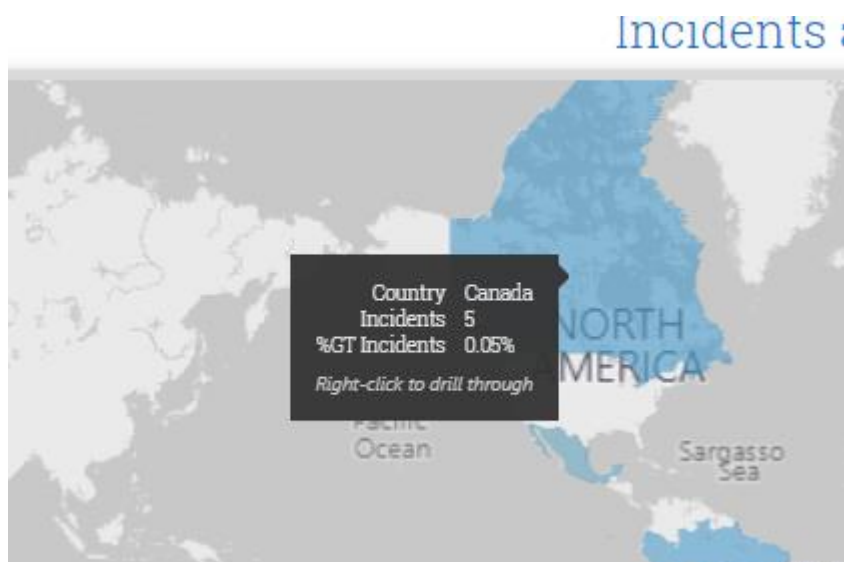 Incidents
Country Canada
Incidents 5
%GT Incidents 0.05%
Right-click to drill through
NORTH
AMERICA
Pacific
Ocean
Sargasso
Sea